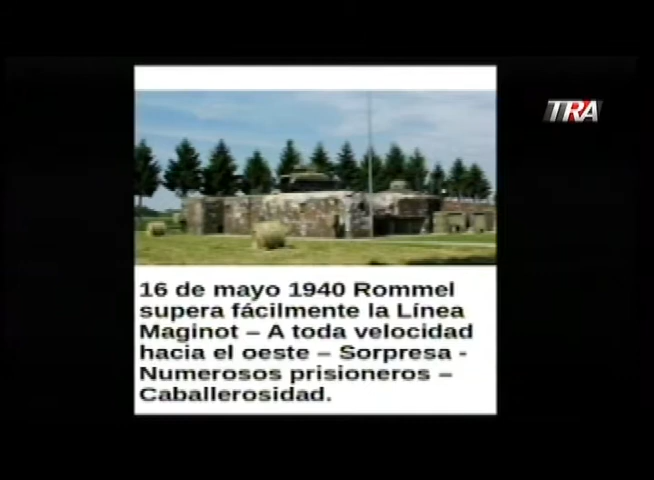 TRA
16 de mayo 1940 Rommel
supera fácilmente la Línea
Maginot – A toda velocidad
hacia el oeste – Sorpresa -
Numerosos prisioneros –
Caballerosidad.